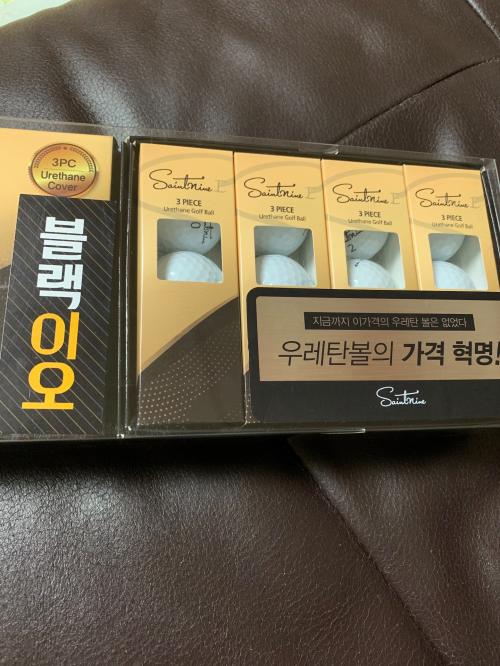 3PC
Urethane
Cover
블랙이오
Saintnine E
3 PIECE
Urethane Golf Ball
Saintnine E
3 PIECE
Urethane Golf Ball
Saintnine E
3 PIECE
Urethane Golf Ball
Saintnine E
3 PIECE
Urethane Golf Ball
0
2
지금까지 이가격의 우레탄 볼은 없었다
우레탄볼의 가격 혁명!
Saintnine